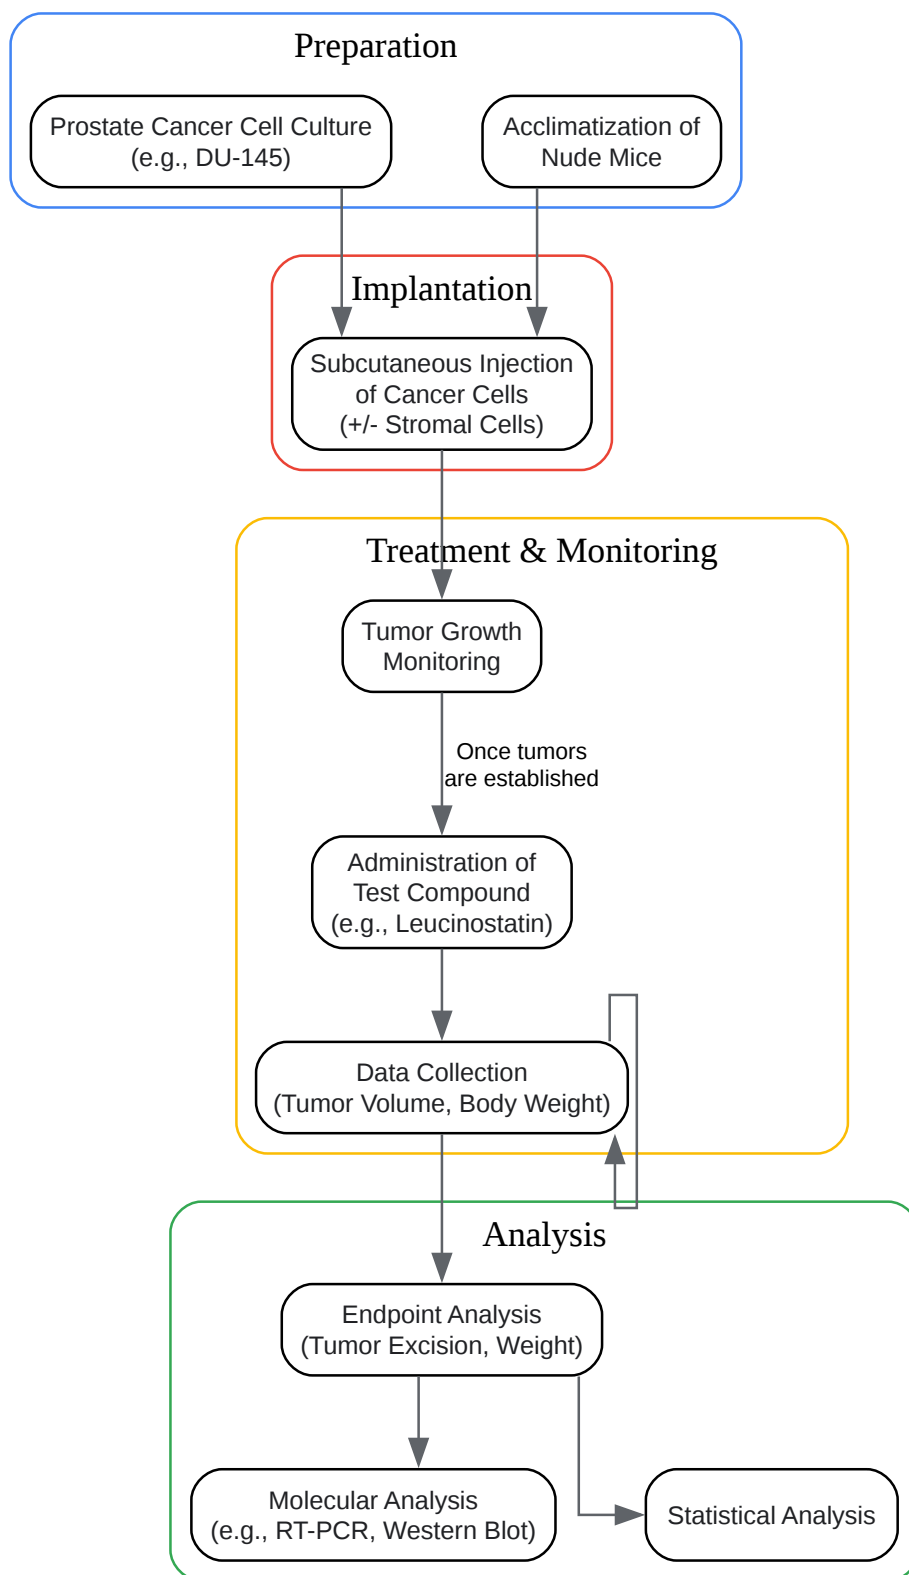 Preparation
Prostate Cancer Cell Culture
(e.g., DU-145)
Acclimatization of
Nude Mice
Implantation
Subcutaneous Injection
of Cancer Cells
(+/- Stromal Cells)
Treatment & Monitoring
Tumor Growth
Monitoring
Once tumors
are established
Administration of
Test Compound
(e.g., Leucinostatin)
Data Collection
(Tumor Volume, Body Weight)
Analysis
Endpoint Analysis
(Tumor Excision, Weight)
Molecular Analysis
(e.g., RT-PCR, Western Blot)
Statistical Analysis